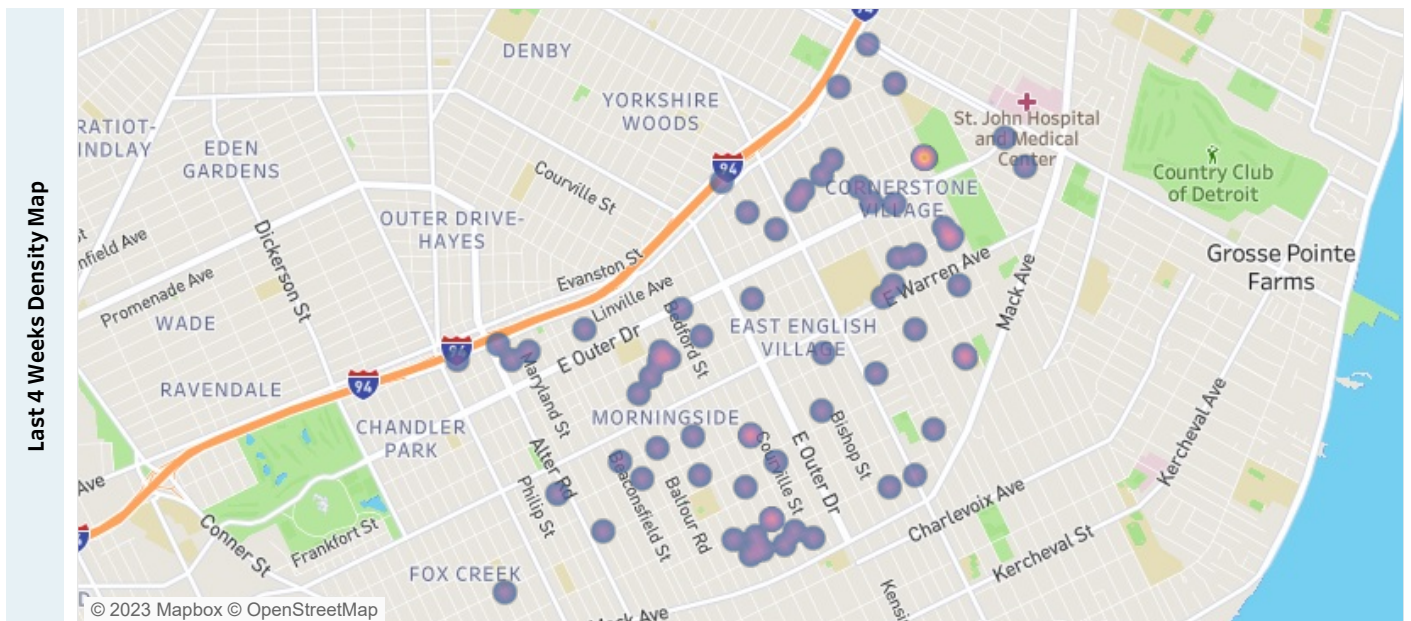 Last 4 Weeks Density Map
94
DENBY
YORKSHIRE
WOODS
St. John Hospital
and Medical
Center
RATIOT-
INDLAY
EDEN
GARDENS
94
Country Club
of Detroit
Courville St
CORNERSTONE
VILLAGE
OUTER DRIVE-
HAYES
Dickerson St
nfield Ave
Evanston St
E Warren Ave
Mack Ave
Grosse Pointe
Farms
Promenade Ave
Linville Ave
WADE
Bedford St
E Outer Dr
EAST ENGLISH
VILLAGE
94
94
Maryland St
RAVENDALE
CHANDLER
PARK
MORNINGSIDE
Kercheval Ave
Bishop St
E Outer Dr
Courville St
Alter Rd
Beaconsfield St
Balfour Rd
Philip St
Ave
Charlevoix Ave
Conner St
Frankfort St
Kercheval St
FOX CREEK
Kensi
Mack Ave
© 2023 Mapbox © OpenStreetMap